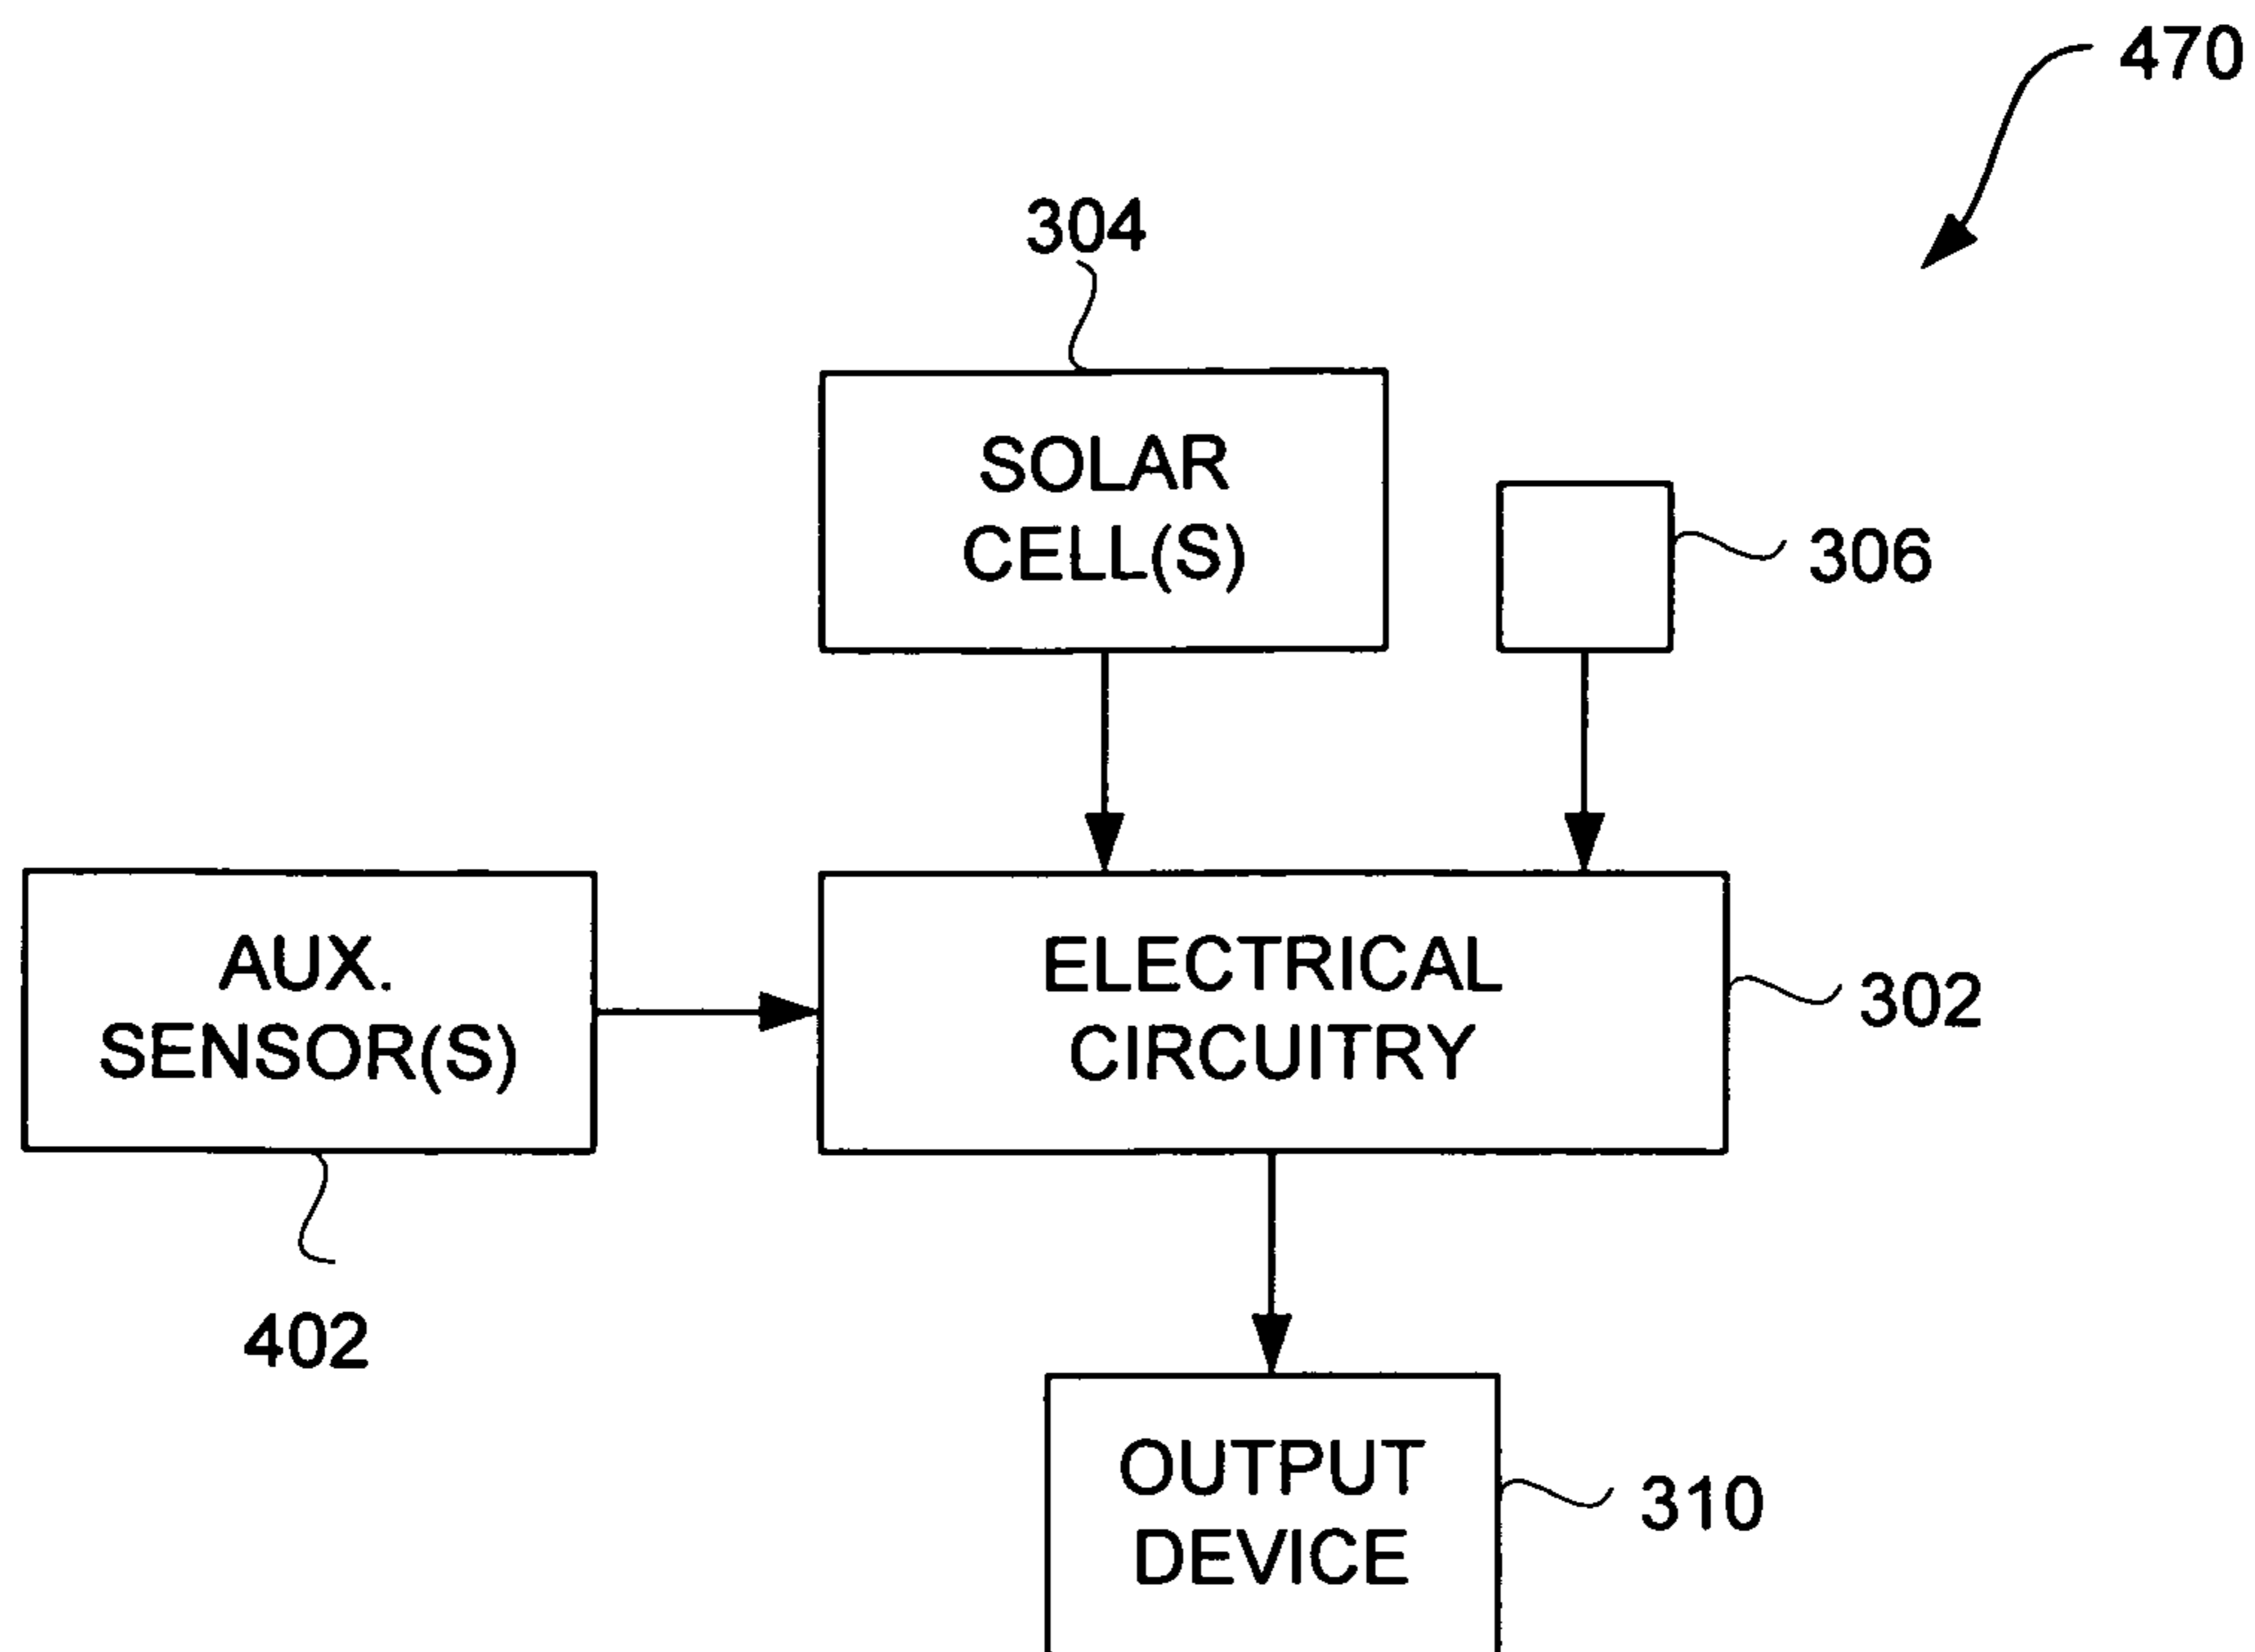 470
304
SOLAR
CELL(S)
306
AUX.
SENSOR(S)
ELECTRICAL
CIRCUITRY
302
402
OUTPUT
DEVICE
310